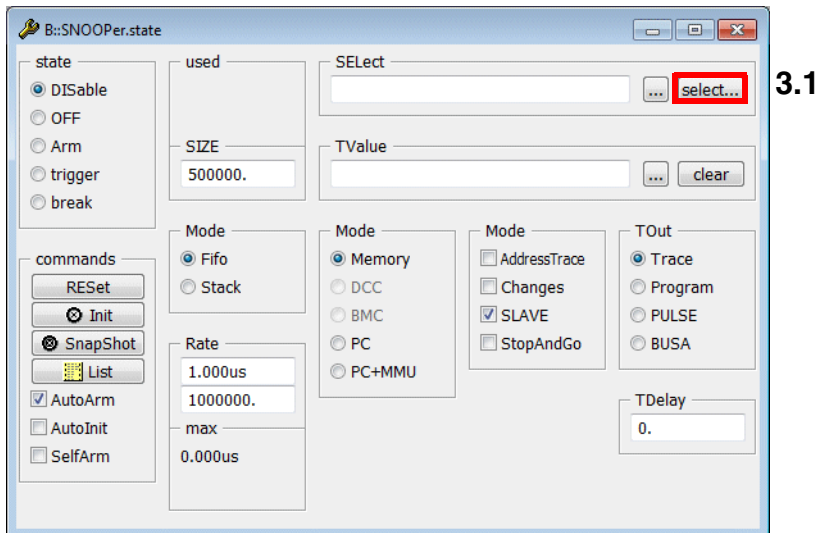 B::SNOOPer.state
state
DISable
OFF
Arm
trigger
break
used
SIZE
500000.
SELect
...
select...
3.1
TValue
...
clear
commands
RESet
Init
SnapShot
List
AutoArm
AutoInit
SelfArm
Mode
Fifo
Stack
Rate
1.000us
1000000.
max
0.000us
Mode
Memory
DCC
BMC
PC
PC+MMU
Mode
AddressTrace
Changes
SLAVE
StopAndGo
TOut
Trace
Program
PULSE
BUSA
TDelay
0.